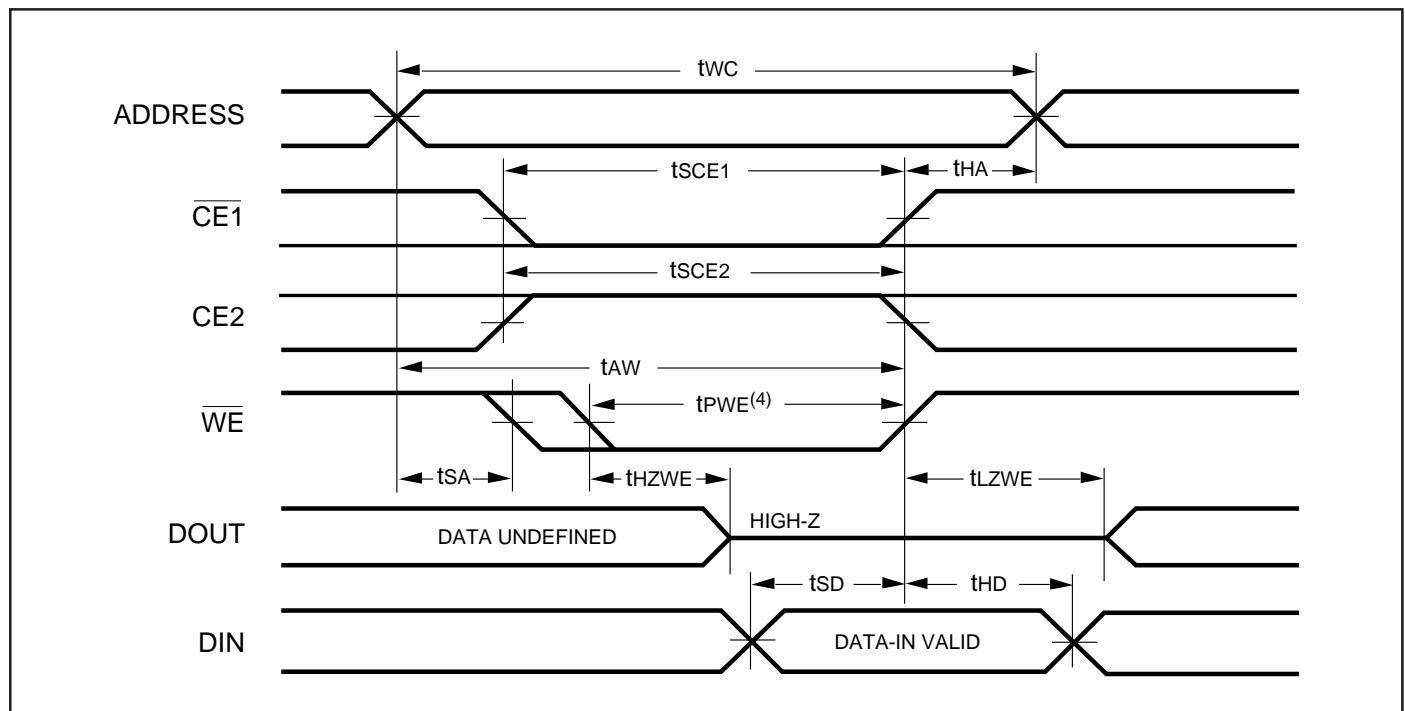 tWC
ADDRESS
tSCE1
tHA
CE1
tSCE2
CE2
tAW
tPWE(4)
WE
tSA
tHZWE
tLZWE
HIGH-Z
DOUT
DATA UNDEFINED
tSD
tHD
DIN
DATA-IN VALID